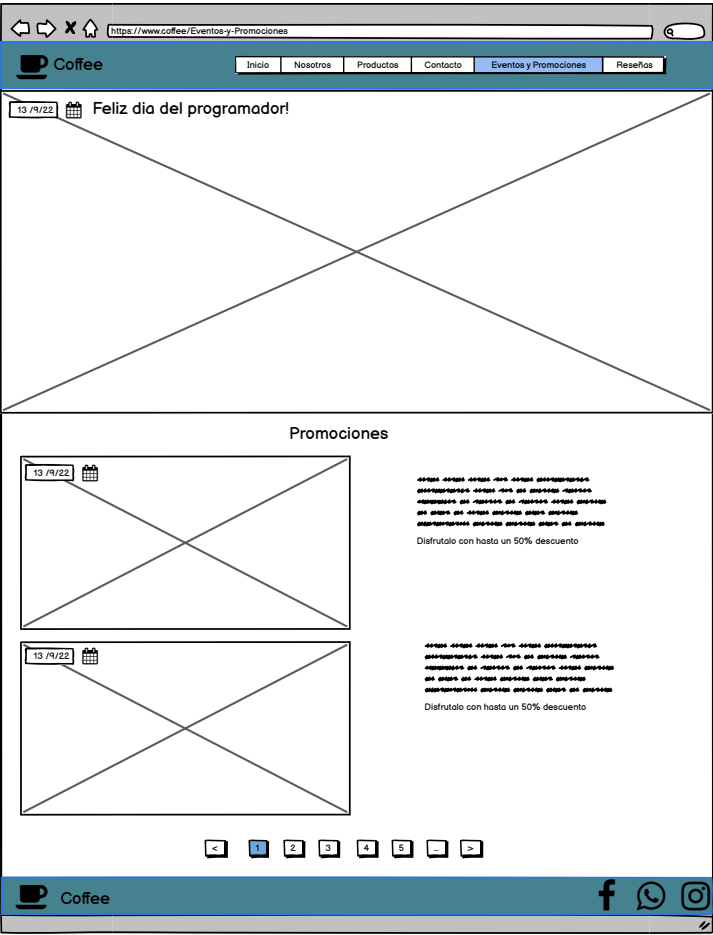 https://www.coffee/Eventos-y-Promociones
Coffee
Inicio Nosotros Productos Contacto Eventos y Promociones Reseñas
13 /9/22 Feliz dia del programador!
Promociones
13 /9/22
Disfrutalo con hasta un 50% descuento
13 /9/22
Disfrutalo con hasta un 50% descuento
< 1 2 3 4 5 ... >
Coffee